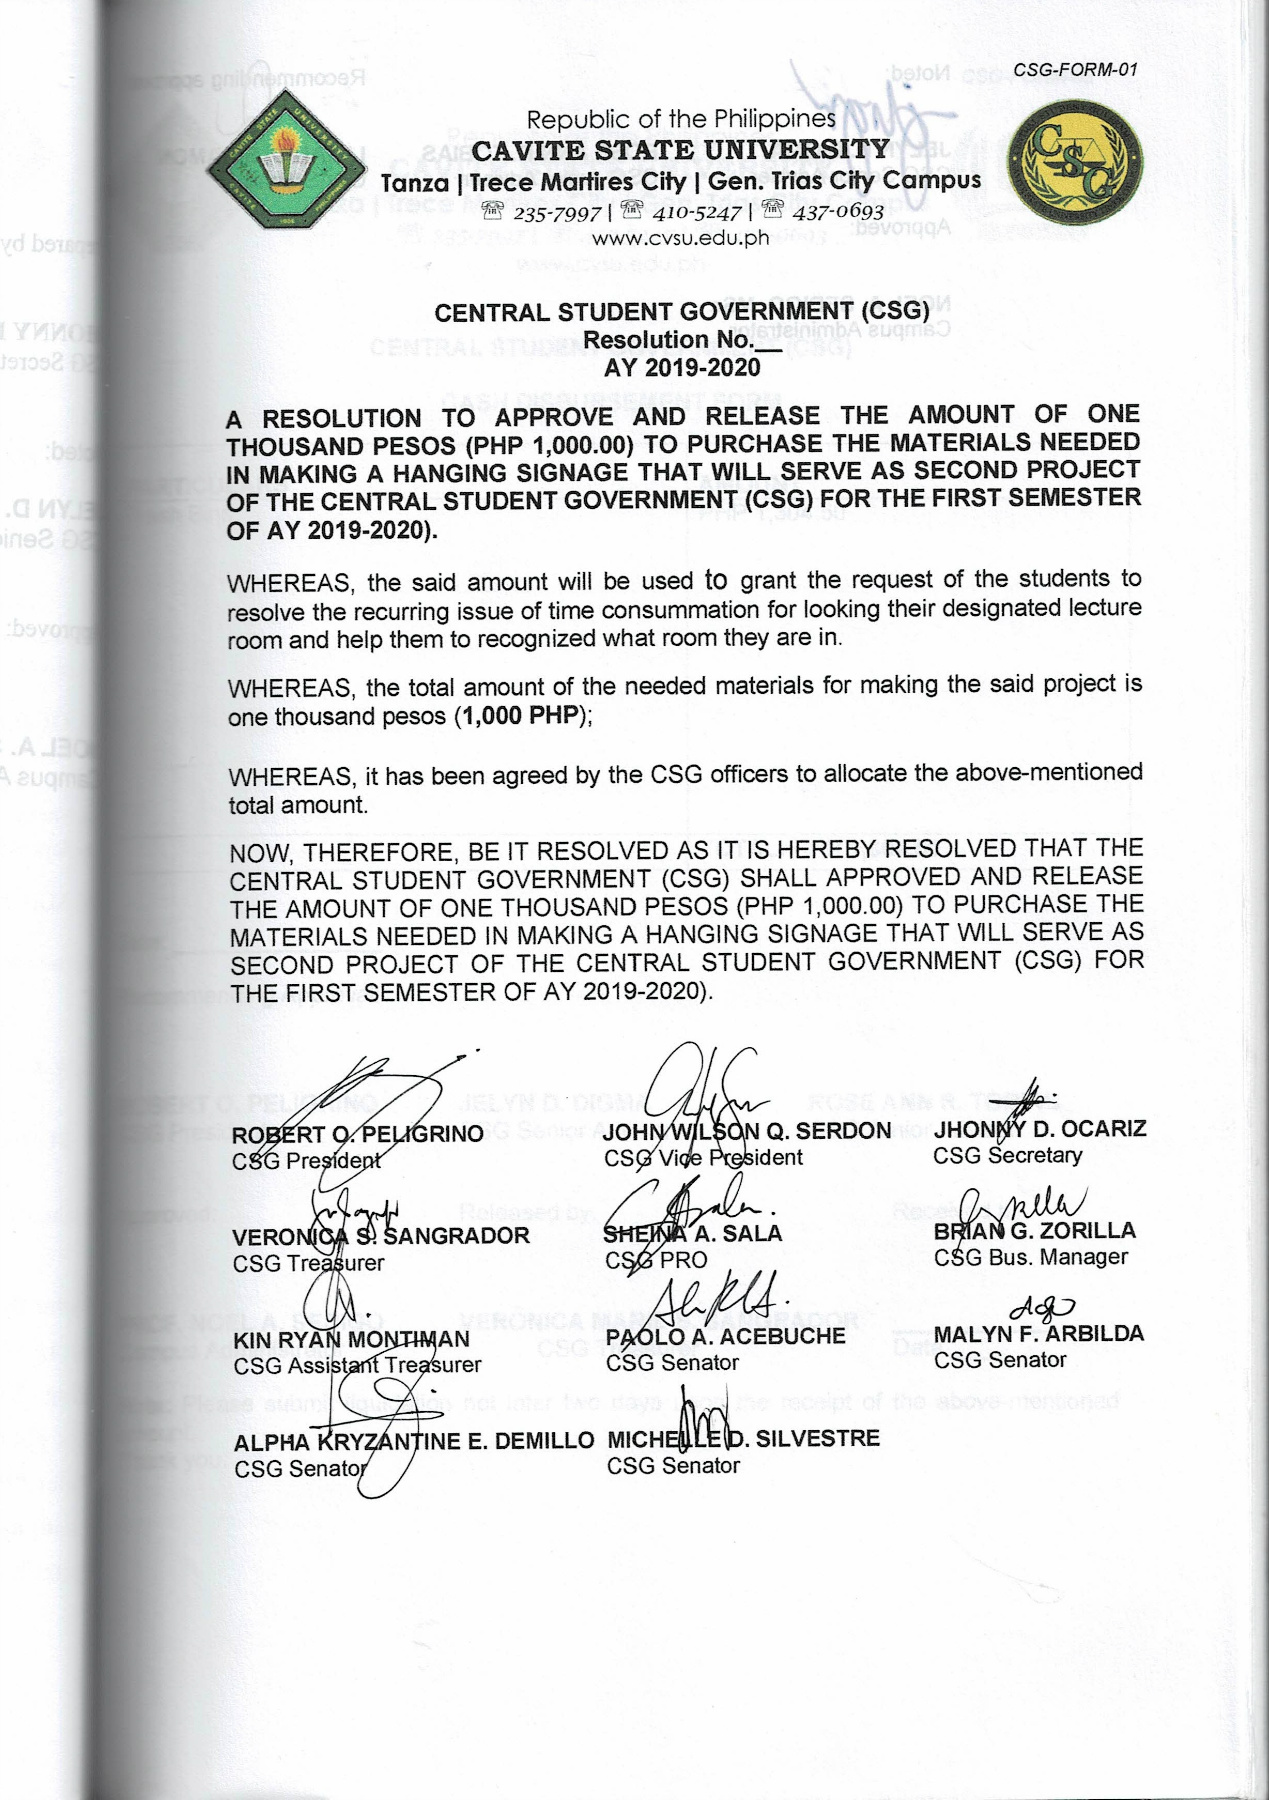 CSG-FORM-01
Republic of the Philippines
CAVITE STATE UNIVERSITY
Tanza | Trece Martires City | Gen. Trias City Campus
☏ 235-7997 | ☏ 410-5247 | ☏ 437-0693
www.cvsu.edu.ph
CENTRAL STUDENT GOVERNMENT (CSG)
Resolution No.__
AY 2019-2020
A RESOLUTION TO APPROVE AND RELEASE THE AMOUNT OF ONE
THOUSAND PESOS (PHP 1,000.00) TO PURCHASE THE MATERIALS NEEDED
IN MAKING A HANGING SIGNAGE THAT WILL SERVE AS SECOND PROJECT
OF THE CENTRAL STUDENT GOVERNMENT (CSG) FOR THE FIRST SEMESTER
OF AY 2019-2020).
WHEREAS, the said amount will be used to grant the request of the students to
resolve the recurring issue of time consummation for looking their designated lecture
room and help them to recognized what room they are in.
WHEREAS, the total amount of the needed materials for making the said project is
one thousand pesos (1,000 PHP);
WHEREAS, it has been agreed by the CSG officers to allocate the above-mentioned
total amount.
NOW, THEREFORE, BE IT RESOLVED AS IT IS HEREBY RESOLVED THAT THE
CENTRAL STUDENT GOVERNMENT (CSG) SHALL APPROVED AND RELEASE
THE AMOUNT OF ONE THOUSAND PESOS (PHP 1,000.00) TO PURCHASE THE
MATERIALS NEEDED IN MAKING A HANGING SIGNAGE THAT WILL SERVE AS
SECOND PROJECT OF THE CENTRAL STUDENT GOVERNMENT (CSG) FOR
THE FIRST SEMESTER OF AY 2019-2020).
ROBERT O. PELIGRINO JOHN WILSON Q. SERDON JHONNY D. OCARIZ
CSG President CSG Vice President CSG Secretary
VERONICA S. SANGRADOR SHEINA A. SALA BRIAN G. ZORILLA
CSG Treasurer CSG PRO CSG Bus. Manager
KIN RYAN MONTIMAN PAOLO A. ACEBUCHE MALYN F. ARBILDA
CSG Assistant Treasurer CSG Senator CSG Senator
ALPHA KRYZANTINE E. DEMILLO MICHELLE D. SILVESTRE
CSG Senator CSG Senator